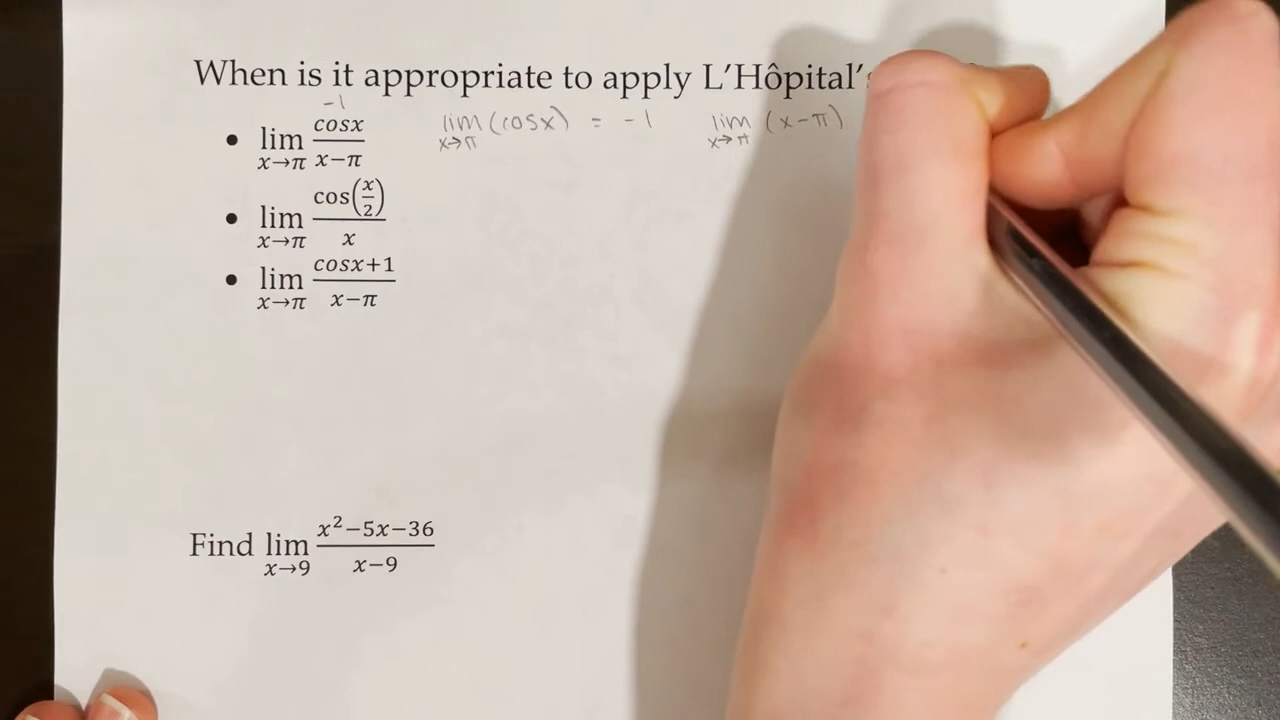 When is it appropriate to apply L'Hôpital's
-1
• lim x→π cosx/x−π lim x→π (cosx) = -1 lim x→π (x-π)
• lim x→π cos(x/2)/x
• lim x→π cosx+1/x−π
Find lim x→9 x²−5x−36/x−9